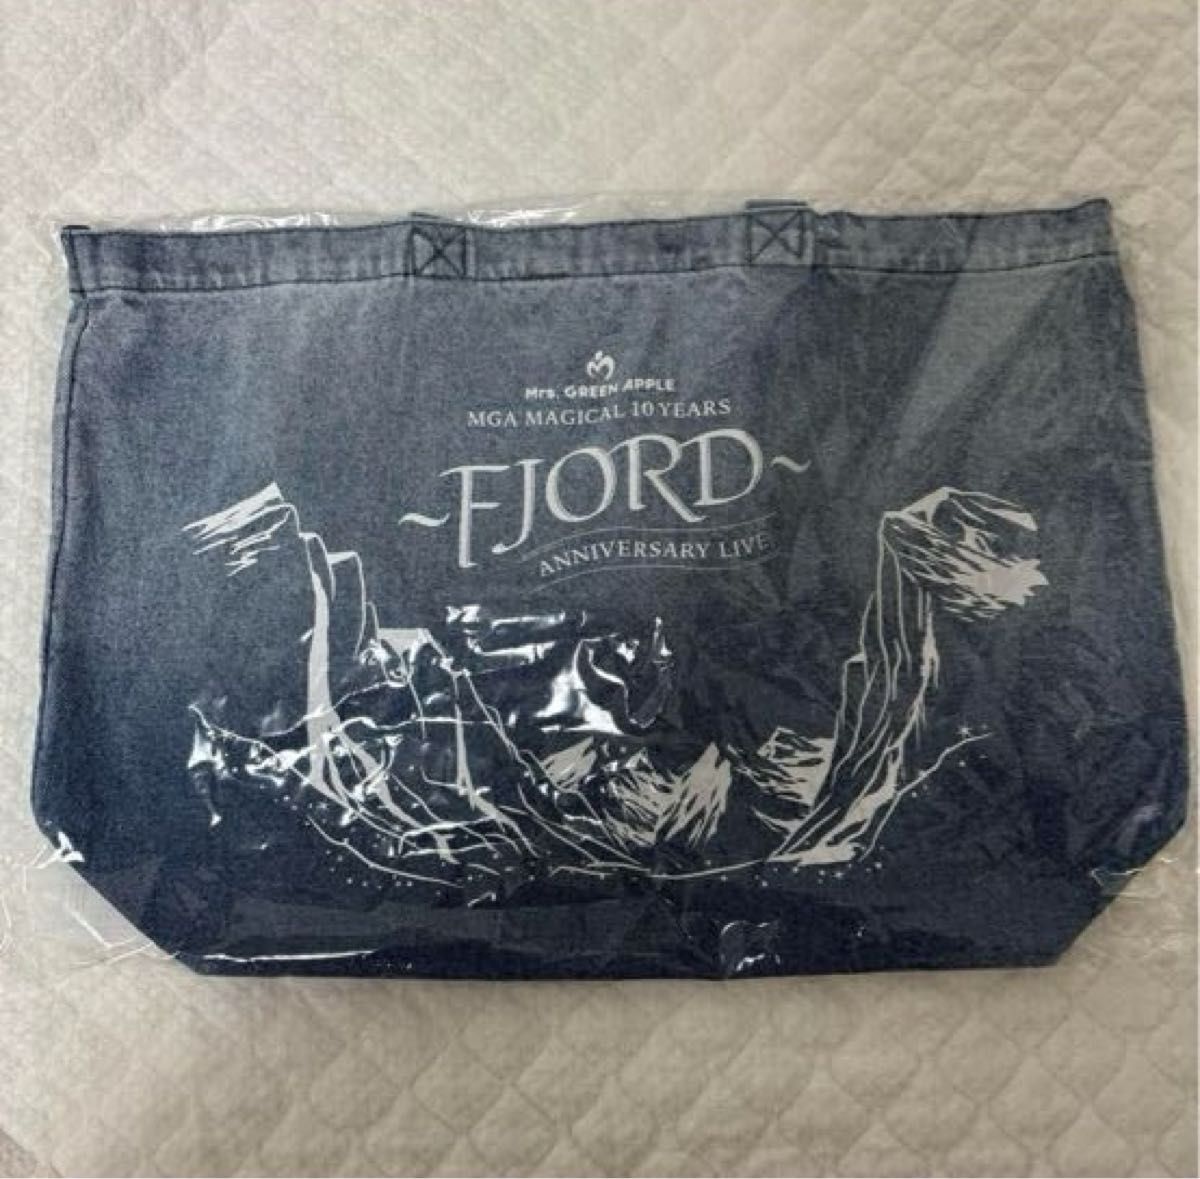 Mrs. GREEN APPLE
MGA MAGICAL 10 YEARS
~FJORD~
ANNIVERSARY LIVE